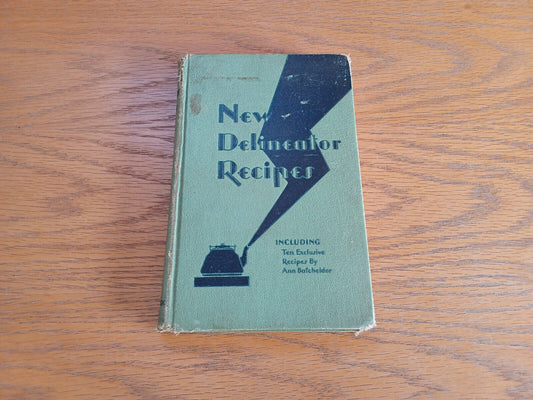 New
Delineator
Recipes
INCLUDING
Ten Exclusive
Recipes By
Ann Batchelder